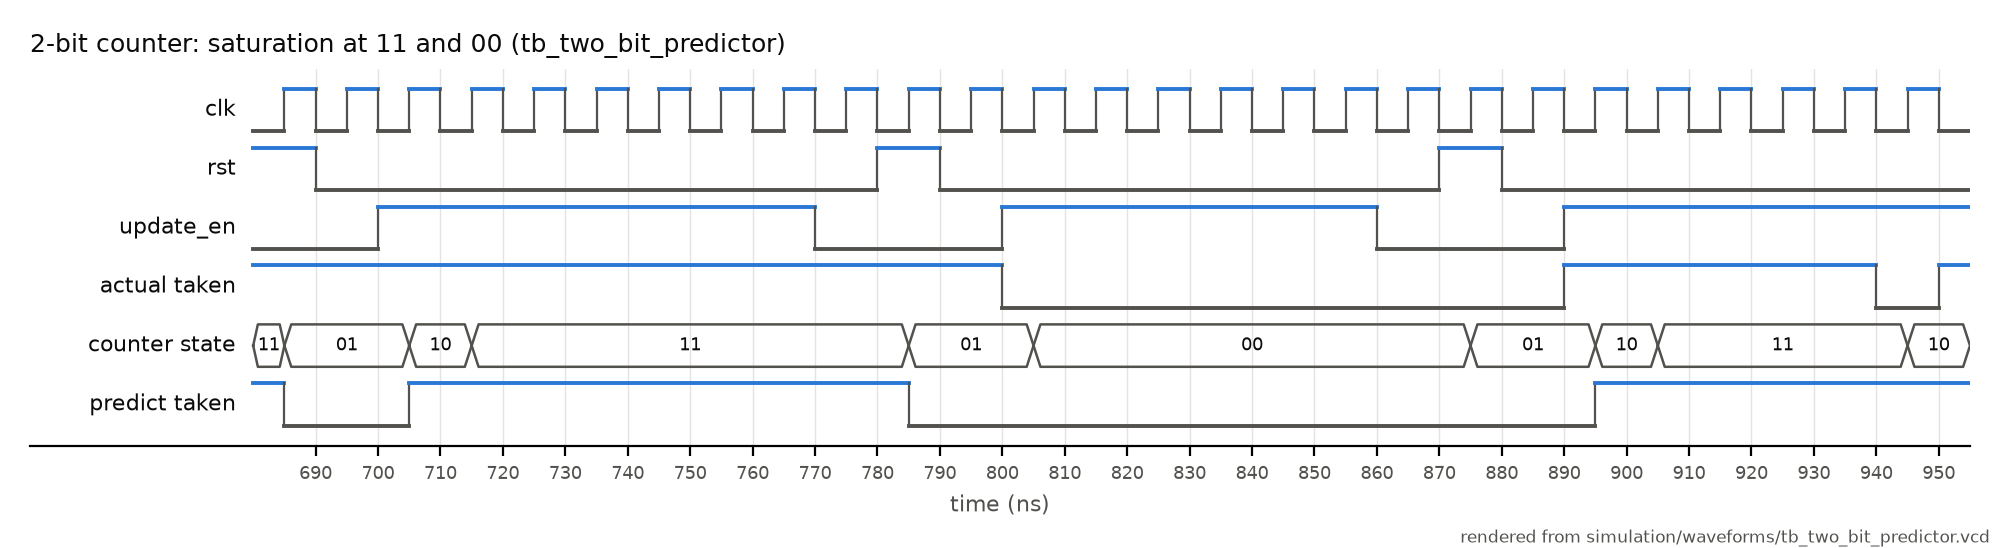 2-bit counter: saturation at 11 and 00 (tb_two_bit_predictor)
clk
rst
update_en
actual taken
counter state 11 01 10 11 01 00 01 10 11 10
predict taken
690 700 710 720 730 740 750 760 770 780 790 800 810 820 830 840 850 860 870 880 890 900 910 920 930 940 950
time (ns)
rendered from simulation/waveforms/tb_two_bit_predictor.vcd